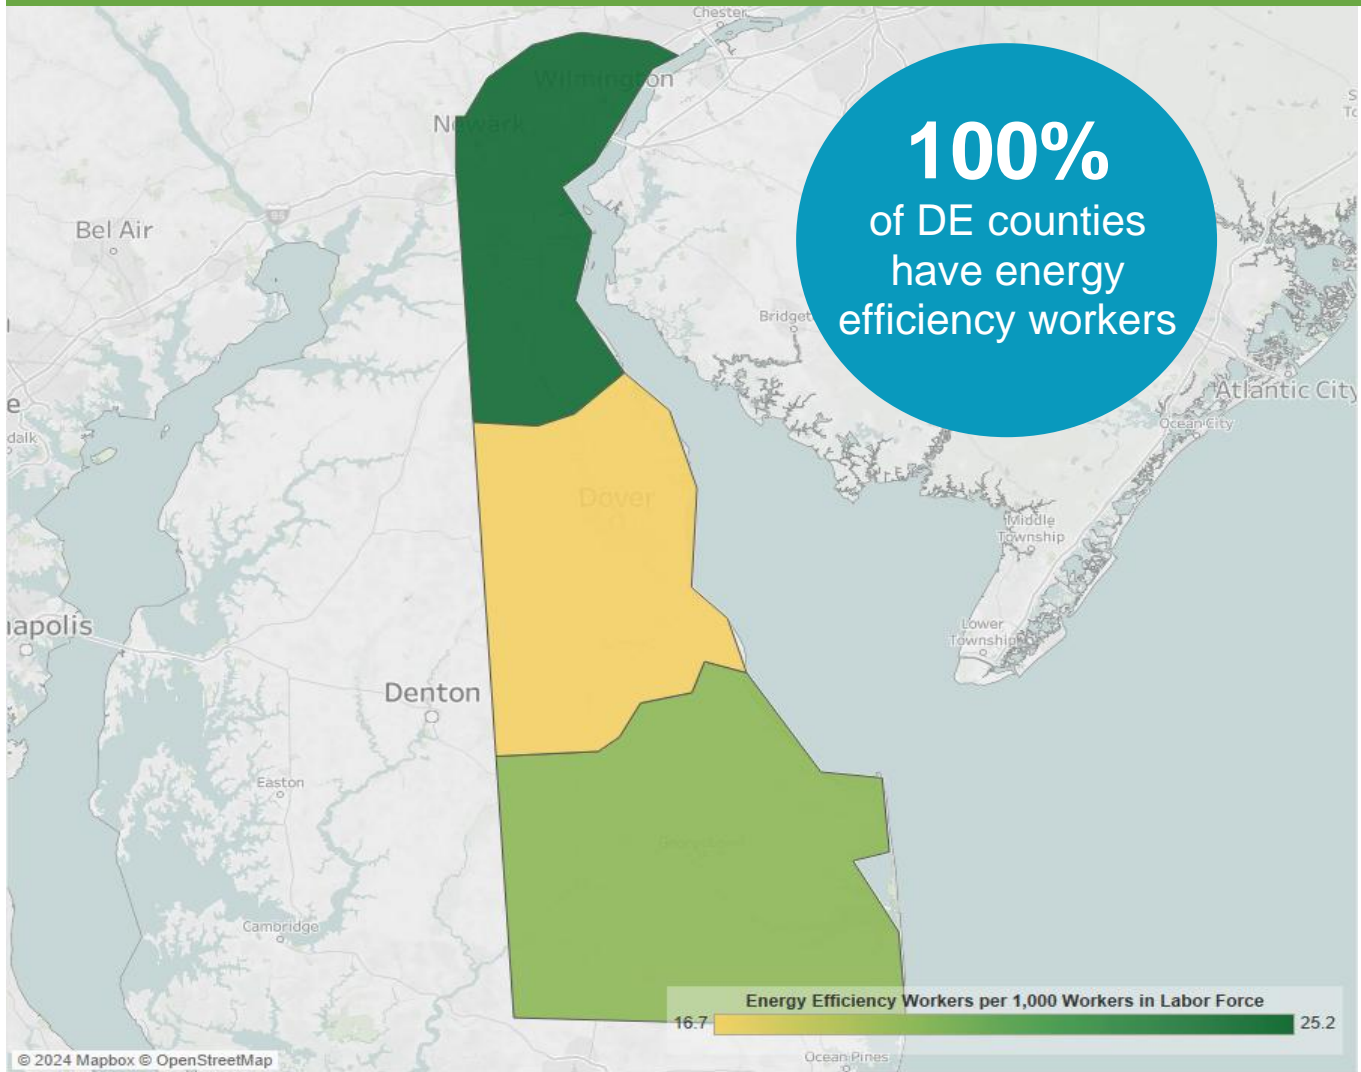 Chester
Wilmington
Newark
95
Bel Air
100%
of DE counties
have energy
efficiency workers
Atlantic City
Ocean City
Dover
Middle
Township
Lower
Township
Denton
Easton
Cambridge
Energy Efficiency Workers per 1,000 Workers in Labor Force
16.7
25.2
© 2024 Mapbox © OpenStreetMap
Ocean Pines